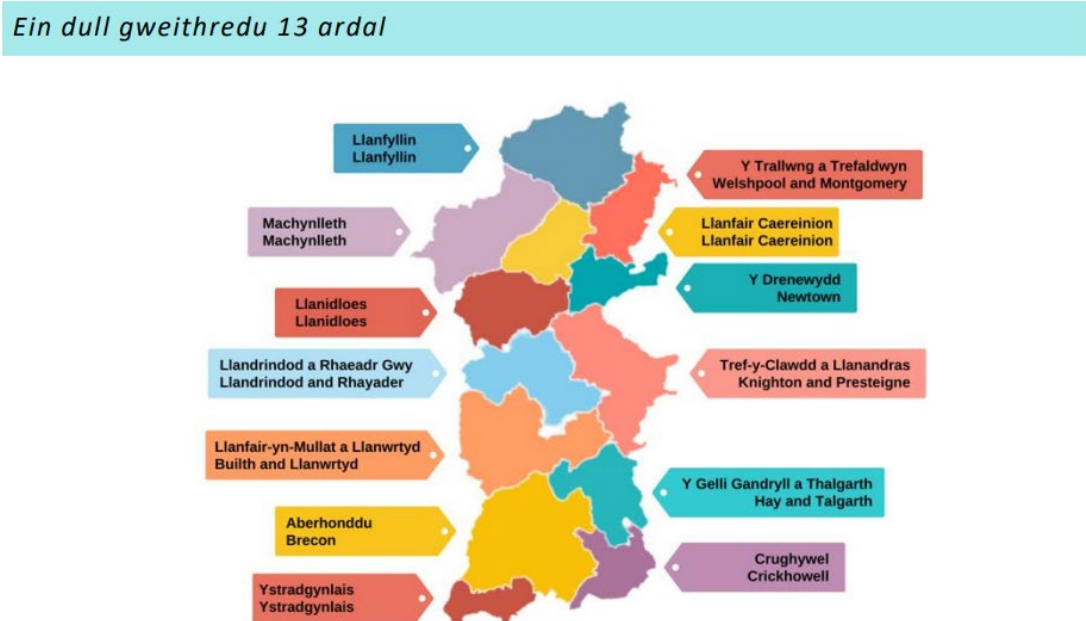 Ein dull gweithredu 13 ardal
Llanfyllin
Llanfyllin
Y Trallwng a Trefaldwyn
Welshpool and Montgomery
Machynlleth
Machynlleth
Llanfair Caereinion
Llanfair Caereinion
Y Drenewydd
Newtown
Llanidloes
Llanidloes
Llandrindod a Rhaeadr Gwy
Llandrindod and Rhayader
Tref-y-Clawdd a Llanandras
Knighton and Presteigne
Llanfair-yn-Mullat a Llanwrtyd
Builth and Llanwrtyd
Y Gelli Gandryll a Thalgarth
Hay and Talgarth
Aberhonddu
Brecon
Crughywel
Crickhowell
Ystradgynlais
Ystradgynlais